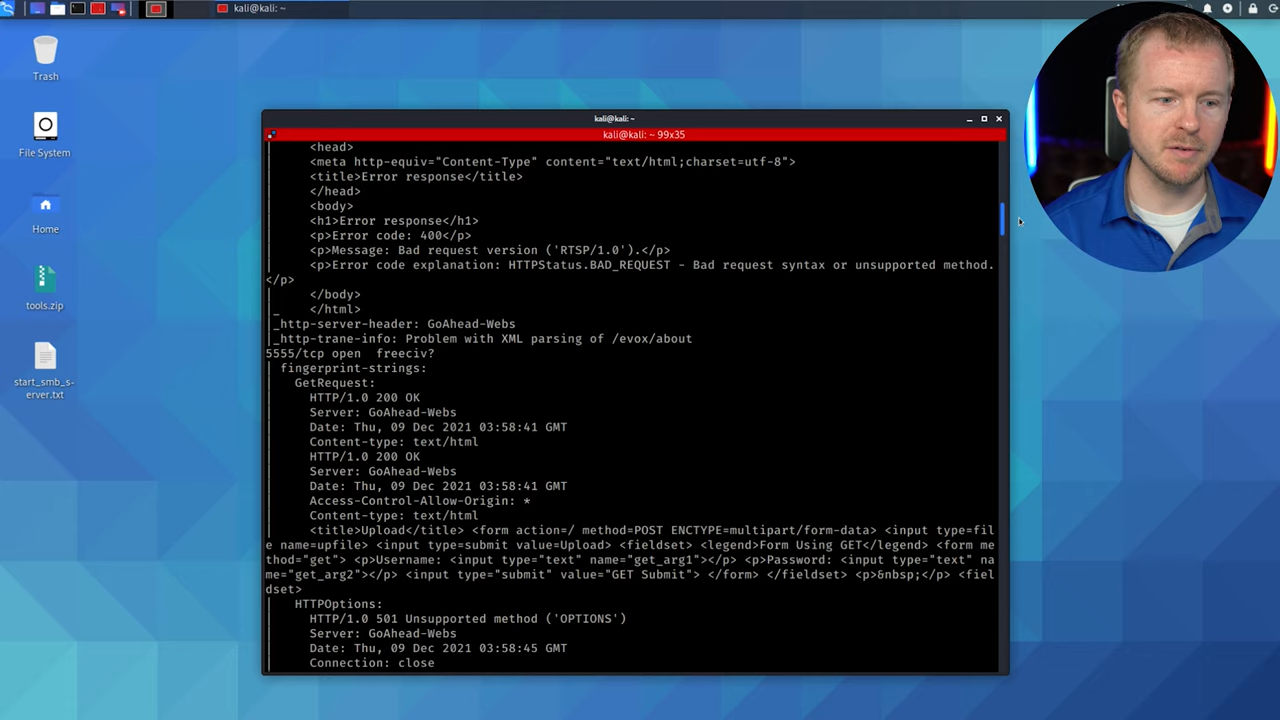 kali@kali: ~
Trash
File System
Home
tools.zip
start_smb_s-
erver.txt
kali@kali: ~
kali@kali: ~ 99x35
|     <head>
|     <meta http-equiv="Content-Type" content="text/html;charset=utf-8">
|     <title>Error response</title>
|     </head>
|     <body>
|     <h1>Error response</h1>
|     <p>Error code: 400</p>
|     <p>Message: Bad request version ('RTSP/1.0').</p>
|     <p>Error code explanation: HTTPStatus.BAD_REQUEST - Bad request syntax or unsupported method.
</p>
|     </body>
|_    </html>
|_http-server-header: GoAhead-Webs
|_http-trane-info: Problem with XML parsing of /evox/about
5555/tcp open  freeciv?
| fingerprint-strings:
|   GetRequest:
|     HTTP/1.0 200 OK
|     Server: GoAhead-Webs
|     Date: Thu, 09 Dec 2021 03:58:41 GMT
|     Content-type: text/html
|     HTTP/1.0 200 OK
|     Server: GoAhead-Webs
|     Date: Thu, 09 Dec 2021 03:58:41 GMT
|     Access-Control-Allow-Origin: *
|     Content-type: text/html
|     <title>Upload</title> <form action=/ method=POST ENCTYPE=multipart/form-data> <input type=fil
e name=upfile> <input type=submit value=Upload> <fieldset> <legend>Form Using GET</legend> <form me
thod="get"> <p>Username: <input type="text" name="get_arg1"></p> <p>Password: <input type="text" na
me="get_arg2"></p> <input type="submit" value="GET Submit"> </form> </fieldset> <p>&nbsp;</p> <fiel
dset>
|   HTTPOptions:
|     HTTP/1.0 501 Unsupported method ('OPTIONS')
|     Server: GoAhead-Webs
|     Date: Thu, 09 Dec 2021 03:58:45 GMT
|     Connection: close